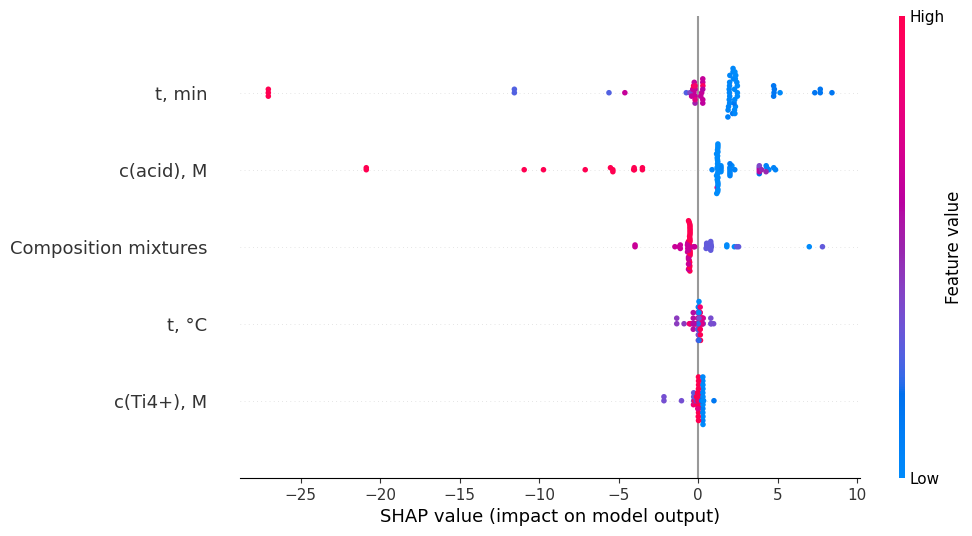 High
t, min
c(acid), M
Composition mixtures
t, °C
c(Ti4+), M
Feature value
Low
−25 −20 −15 −10 −5 0 5 10
SHAP value (impact on model output)